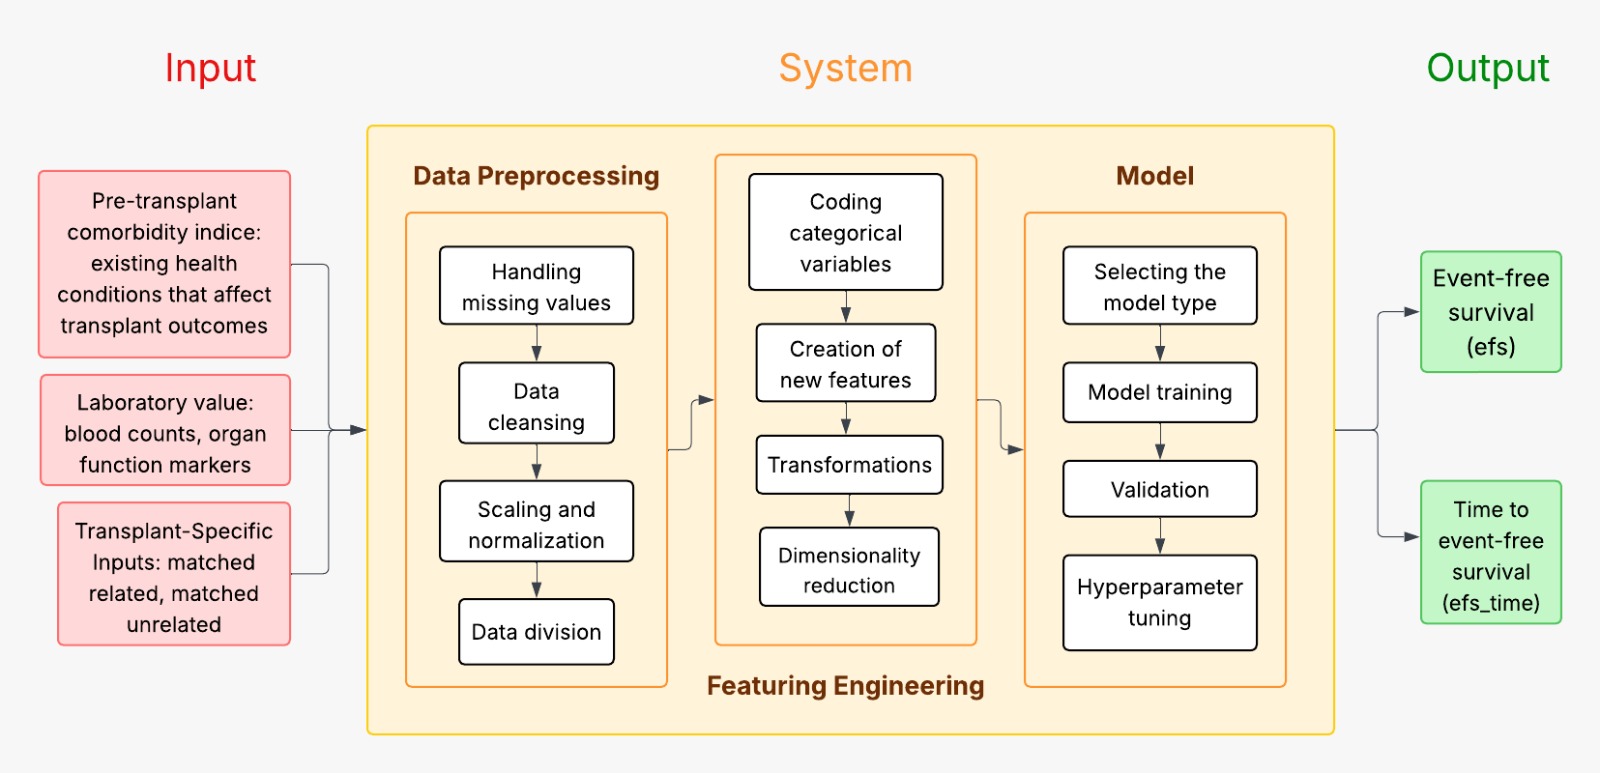 Input
System
Output
Pre-transplant
comorbidity indice:
existing health
conditions that affect
transplant outcomes
Laboratory value:
blood counts, organ
function markers
Transplant-Specific
Inputs: matched
related, matched
unrelated
Data Preprocessing
Handling
missing values
Data
cleansing
Scaling and
normalization
Data division
Coding
categorical
variables
Creation of
new features
Transformations
Dimensionality
reduction
Featuring Engineering
Model
Selecting the
model type
Model training
Validation
Hyperparameter
tuning
Event-free
survival
(efs)
Time to
event-free
survival
(efs_time)